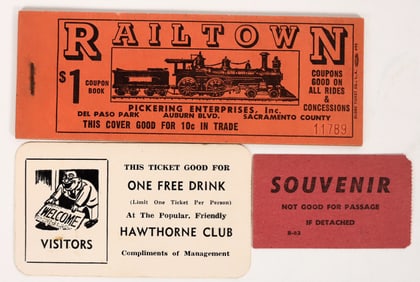 RAILTOWN
$1 COUPON BOOK
COUPONS GOOD ON ALL RIDES & CONCESSIONS
PICKERING ENTERPRISES, Inc.
DEL PASO PARK AUBURN BLVD. SACRAMENTO COUNTY
THIS COVER GOOD FOR 10c IN TRADE
11789
WELCOME
VISITORS
THIS TICKET GOOD FOR
ONE FREE DRINK
(Limit One Ticket Per Person)
At The Popular, Friendly
HAWTHORNE CLUB
Compliments of Management
SOUVENIR
NOT GOOD FOR PASSAGE
IF DETACHED